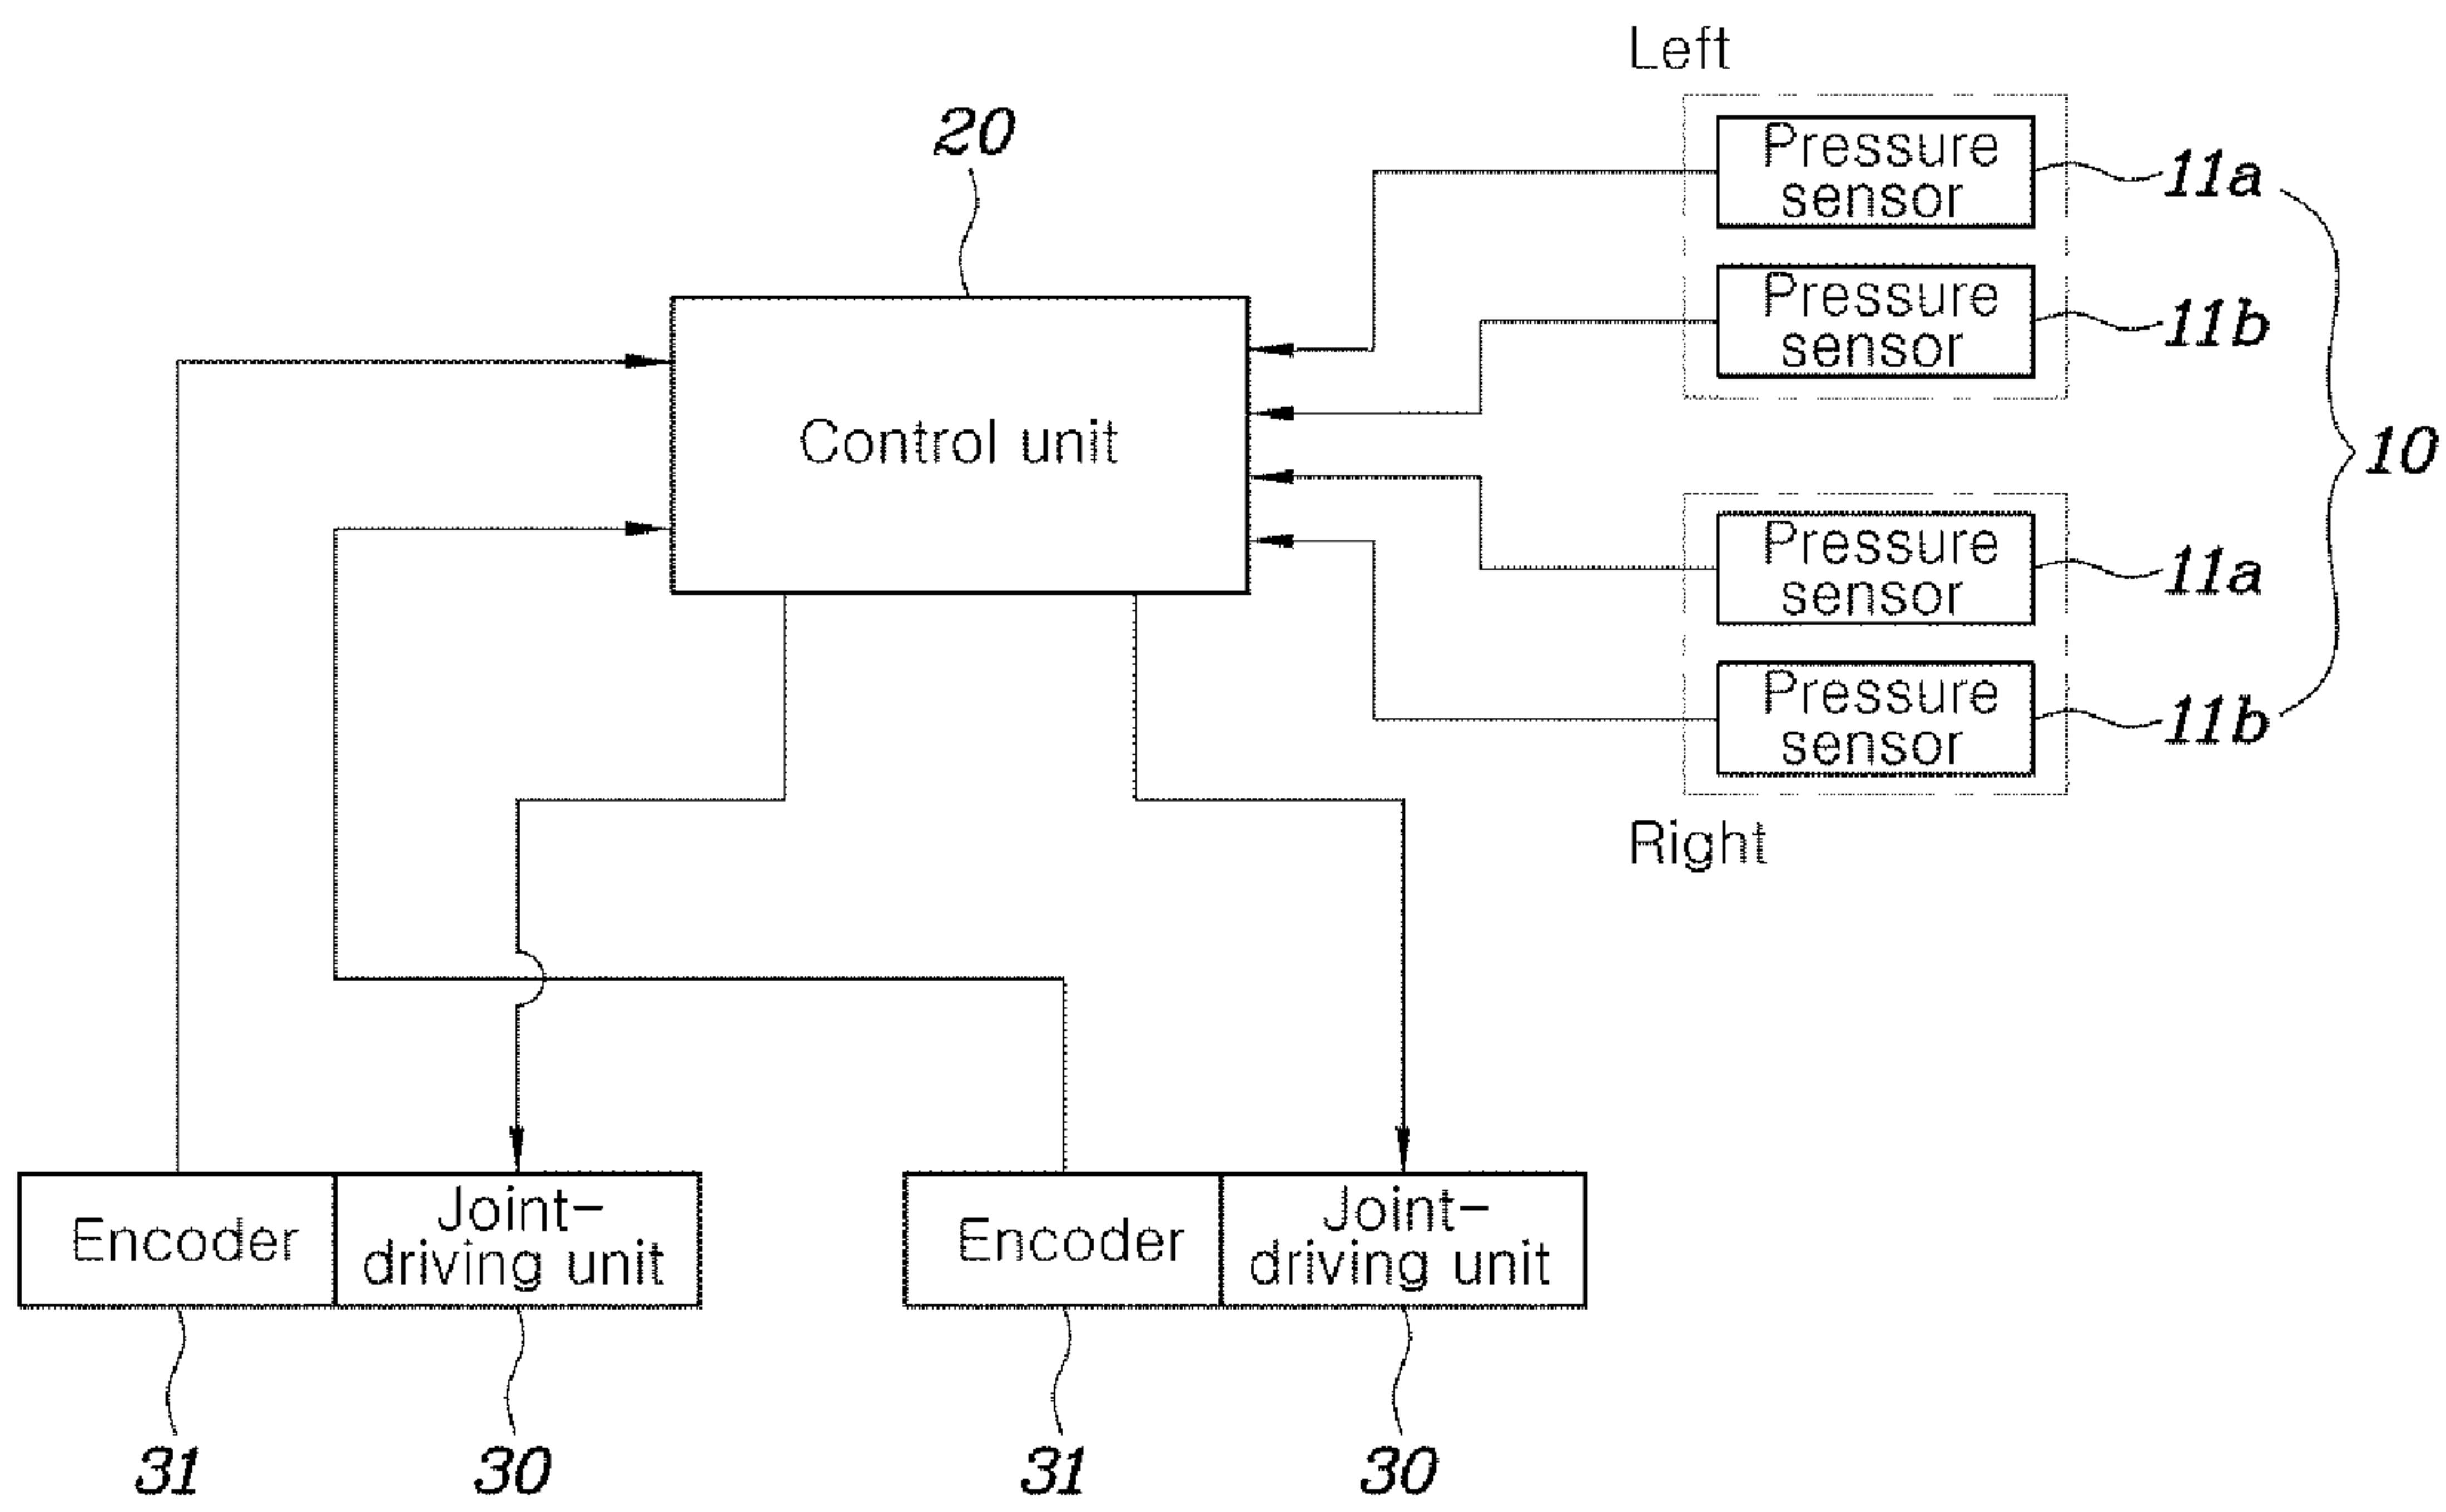 Left
20
Pressure
sensor
11a
Pressure
sensor
11b
Control unit
10
Pressure
sensor
11a
Pressure
sensor
11b
Right
Encoder
Joint-
driving unit
Encoder
Joint-
driving unit
31
30
31
30